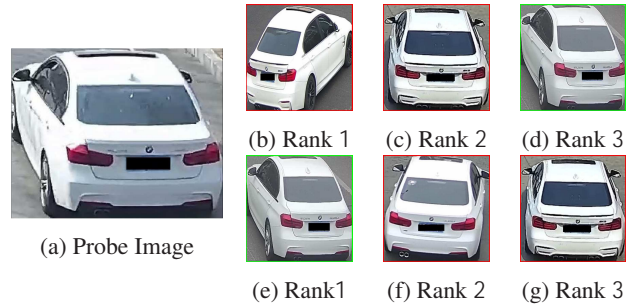 (b) Rank 1 (c) Rank 2 (d) Rank 3
(a) Probe Image
(e) Rank1 (f) Rank 2 (g) Rank 3